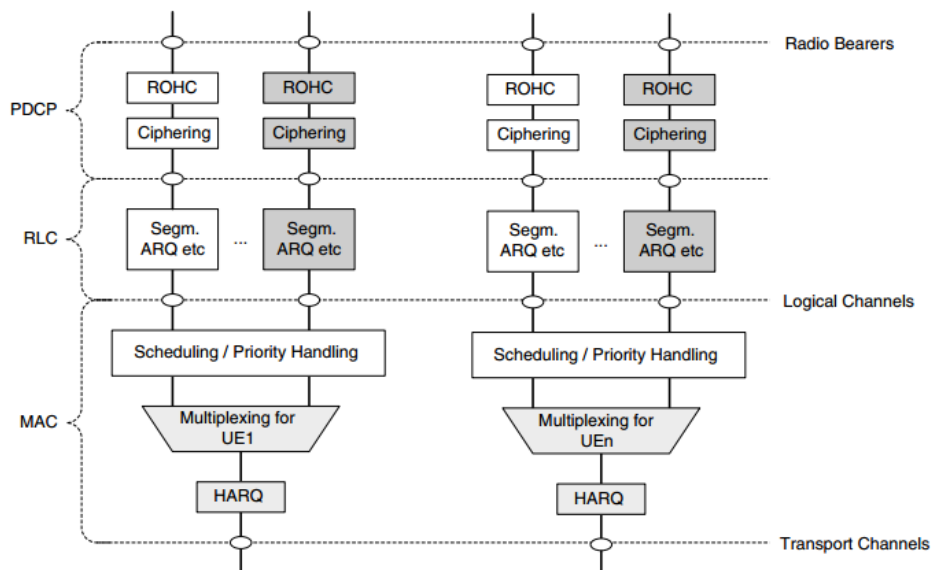 Radio Bearers
ROHC ROHC ROHC ROHC
PDCP
Ciphering Ciphering Ciphering Ciphering
Segm.
ARQ etc
...
Segm.
ARQ etc
Segm.
ARQ etc
...
Segm.
ARQ etc
RLC
Logical Channels
Scheduling / Priority Handling
Scheduling / Priority Handling
MAC
Multiplexing for
UE1
Multiplexing for
UEn
HARQ
HARQ
Transport Channels